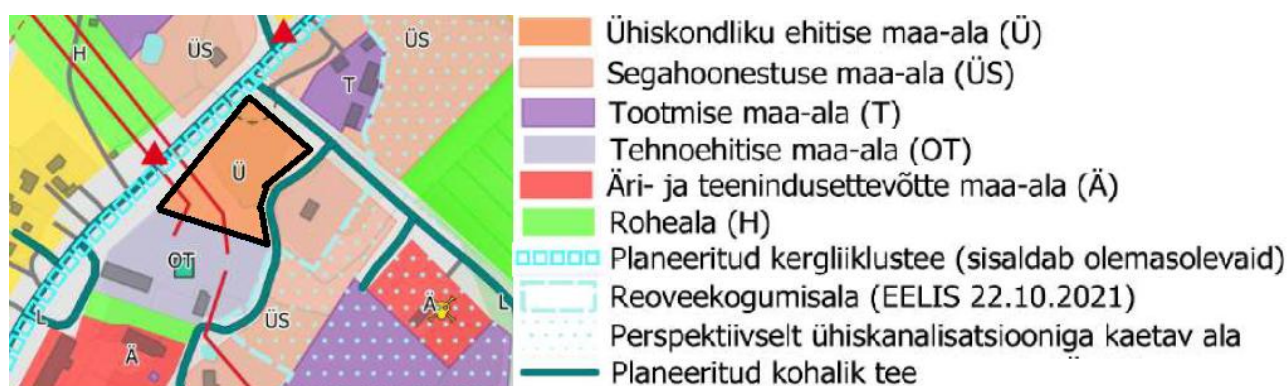 H
ÜS
ÜS
T
Ü
OT
ÜS
Ä
L
L
Ä
Ühiskondliku ehitise maa-ala (Ü)
Segahoonestuse maa-ala (ÜS)
Tootmise maa-ala (T)
Tehnoehitise maa-ala (OT)
Äri- ja teenindusettevõtte maa-ala (Ä)
Roheala (H)
Planeeritud kergliiklustee (sisaldab olemasolevaid)
Reoveekogumisala (EELIS 22.10.2021)
Perspektiivselt ühiskanalisatsiooniga kaetav ala
Planeeritud kohalik tee